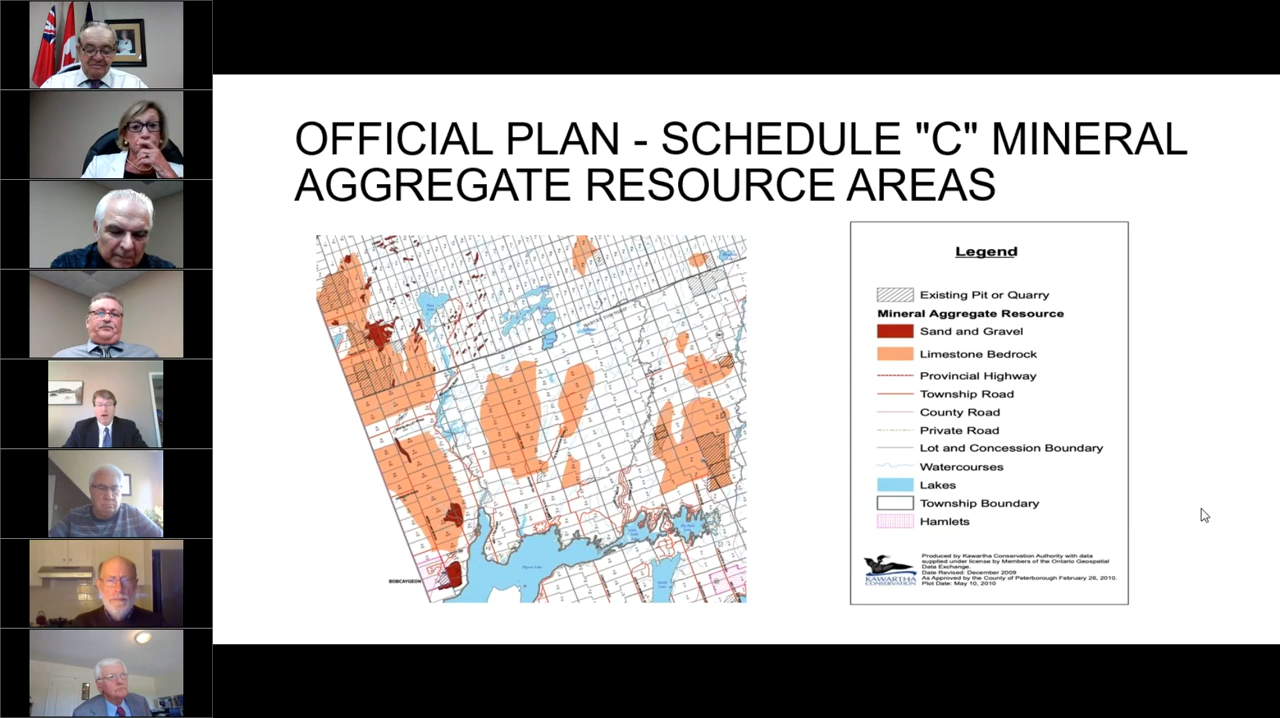 OFFICIAL PLAN - SCHEDULE "C" MINERAL
AGGREGATE RESOURCE AREAS
BOBCAYGEON
Legend
Existing Pit or Quarry
Mineral Aggregate Resource
Sand and Gravel
Limestone Bedrock
Provincial Highway
Township Road
County Road
Private Road
Lot and Concession Boundary
Watercourses
Lakes
Township Boundary
Hamlets
KAWARTHA
CONSERVATION
Produced by Kawartha Conservation Authority with data
supplied under license by Members of the Ontario Geospatial
Data Exchange.
Date Revised: December 2009
As Approved by the County of Peterborough February 26, 2010.
Plot Date: May 10, 2010